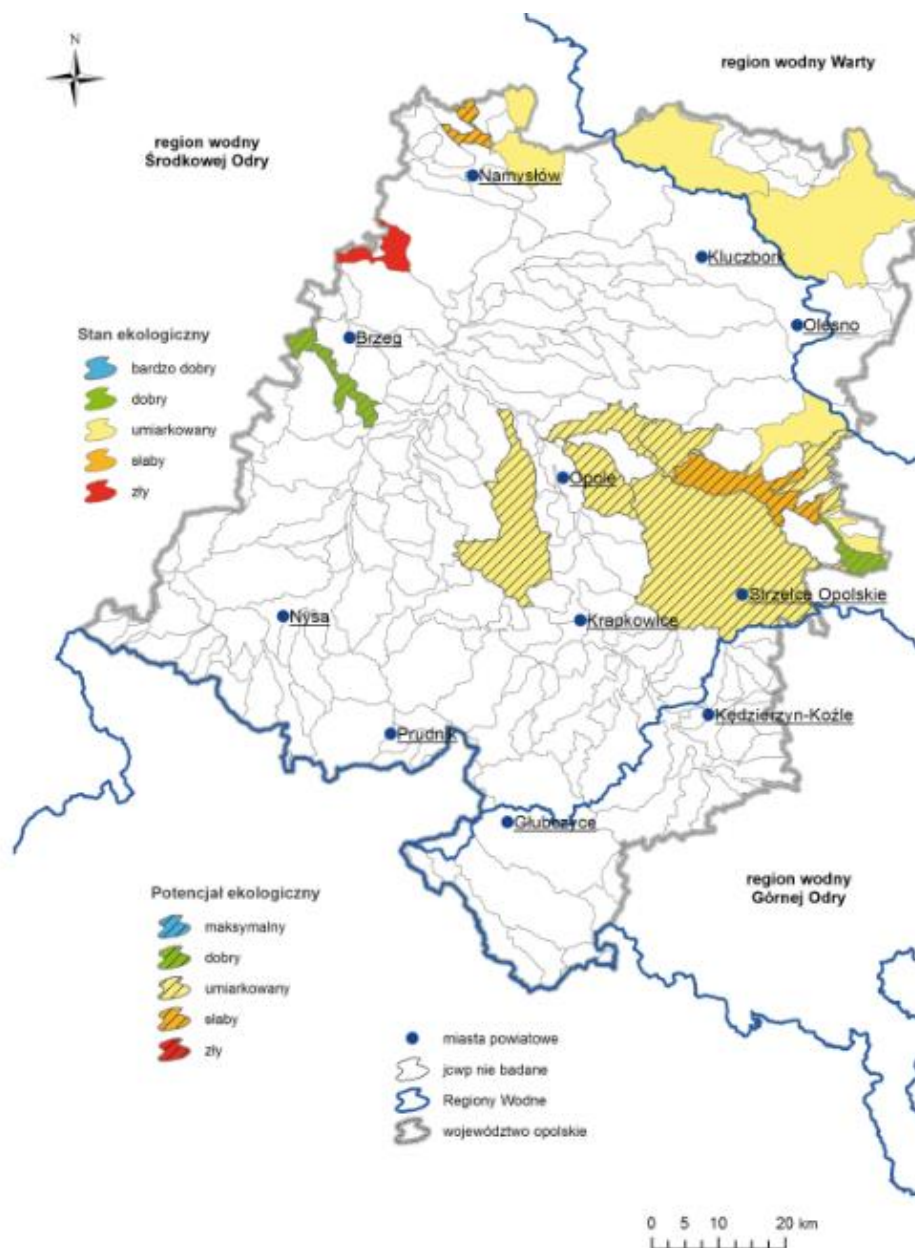 N
region wodny Warty
region wodny
Środkowej Odry
Namysłów
Kluczbork
Olesno
Brzeg
Stan ekologiczny
bardzo dobry
dobry
umiarkowany
słaby
zły
Opole
Strzelce Opolskie
Nysa
Krapkowice
Kędzierzyn-Koźle
Prudnik
Głubczyce
region wodny
Górnej Odry
Potencjał ekologiczny
maksymalny
dobry
umiarkowany
słaby
zły
miasta powiatowe
jcwp nie badane
Regiony Wodne
województwo opolskie
0 5 10 20 km